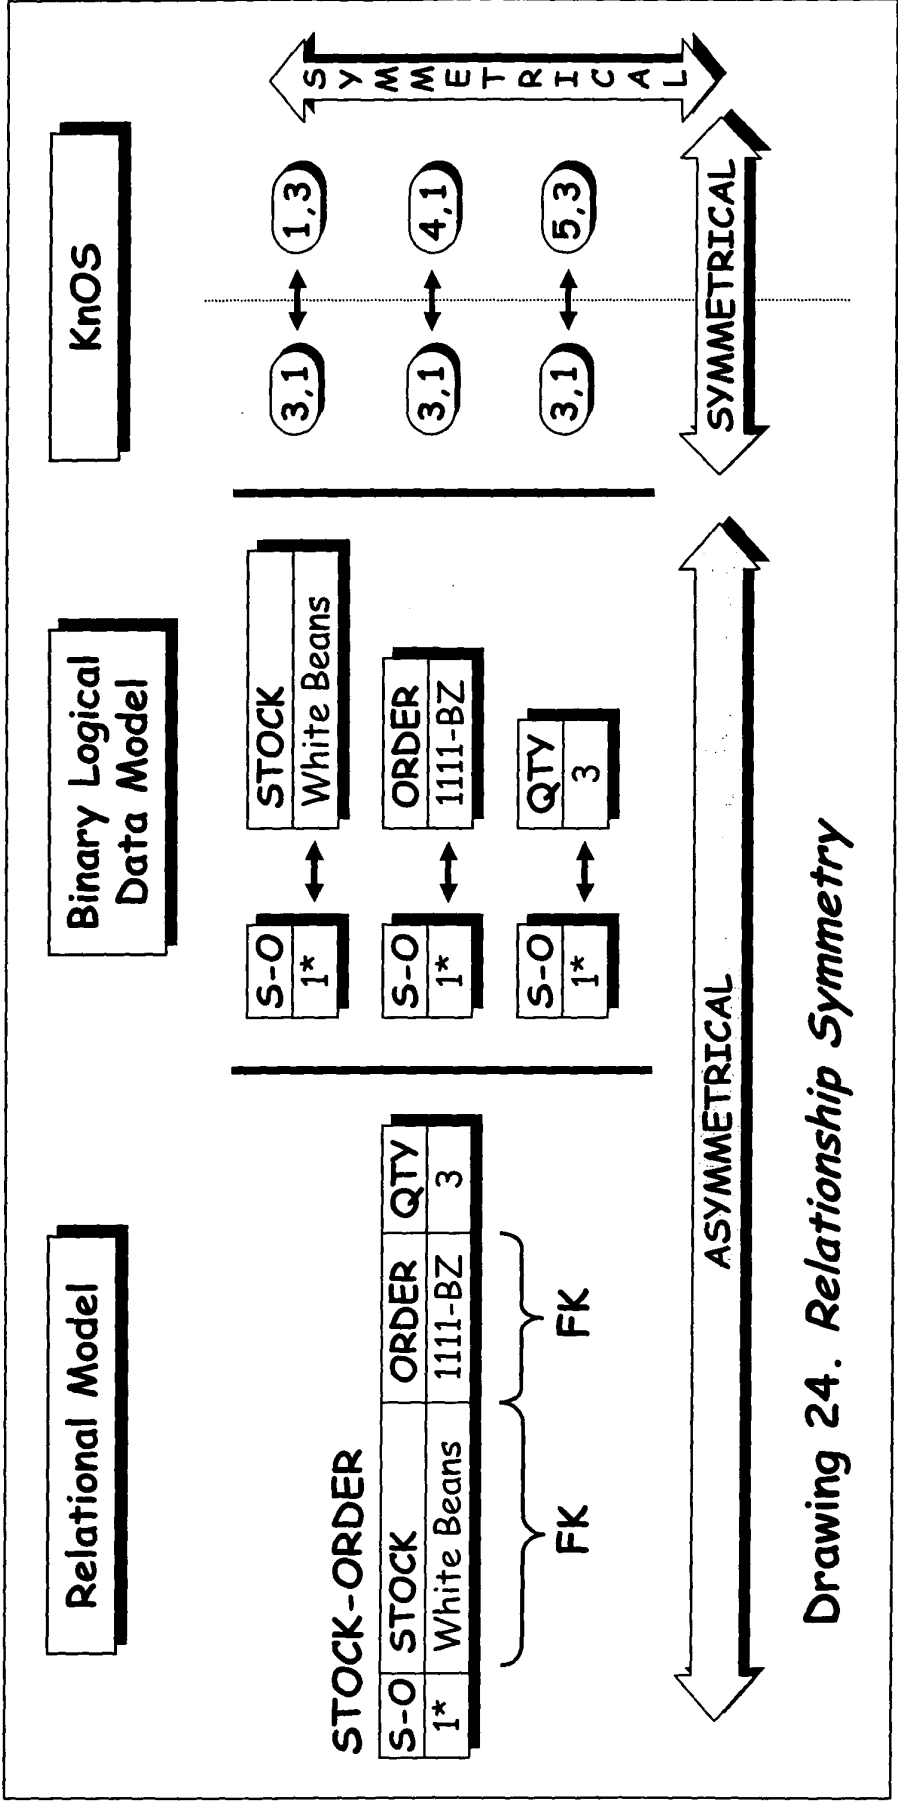 Relational Model
Binary Logical
Data Model
KnOS
STOCK-ORDER
S-O STOCK ORDER QTY
1* White Beans 1111-BZ 3
FK FK
S-O STOCK
1* White Beans
S-O ORDER
1* 1111-BZ
S-O QTY
1* 3
3,1 1,3
3,1 4,1
3,1 5,3
SYMMETRICAL
ASYMMETRICAL
SYMMETRICAL
Drawing 24. Relationship Symmetry